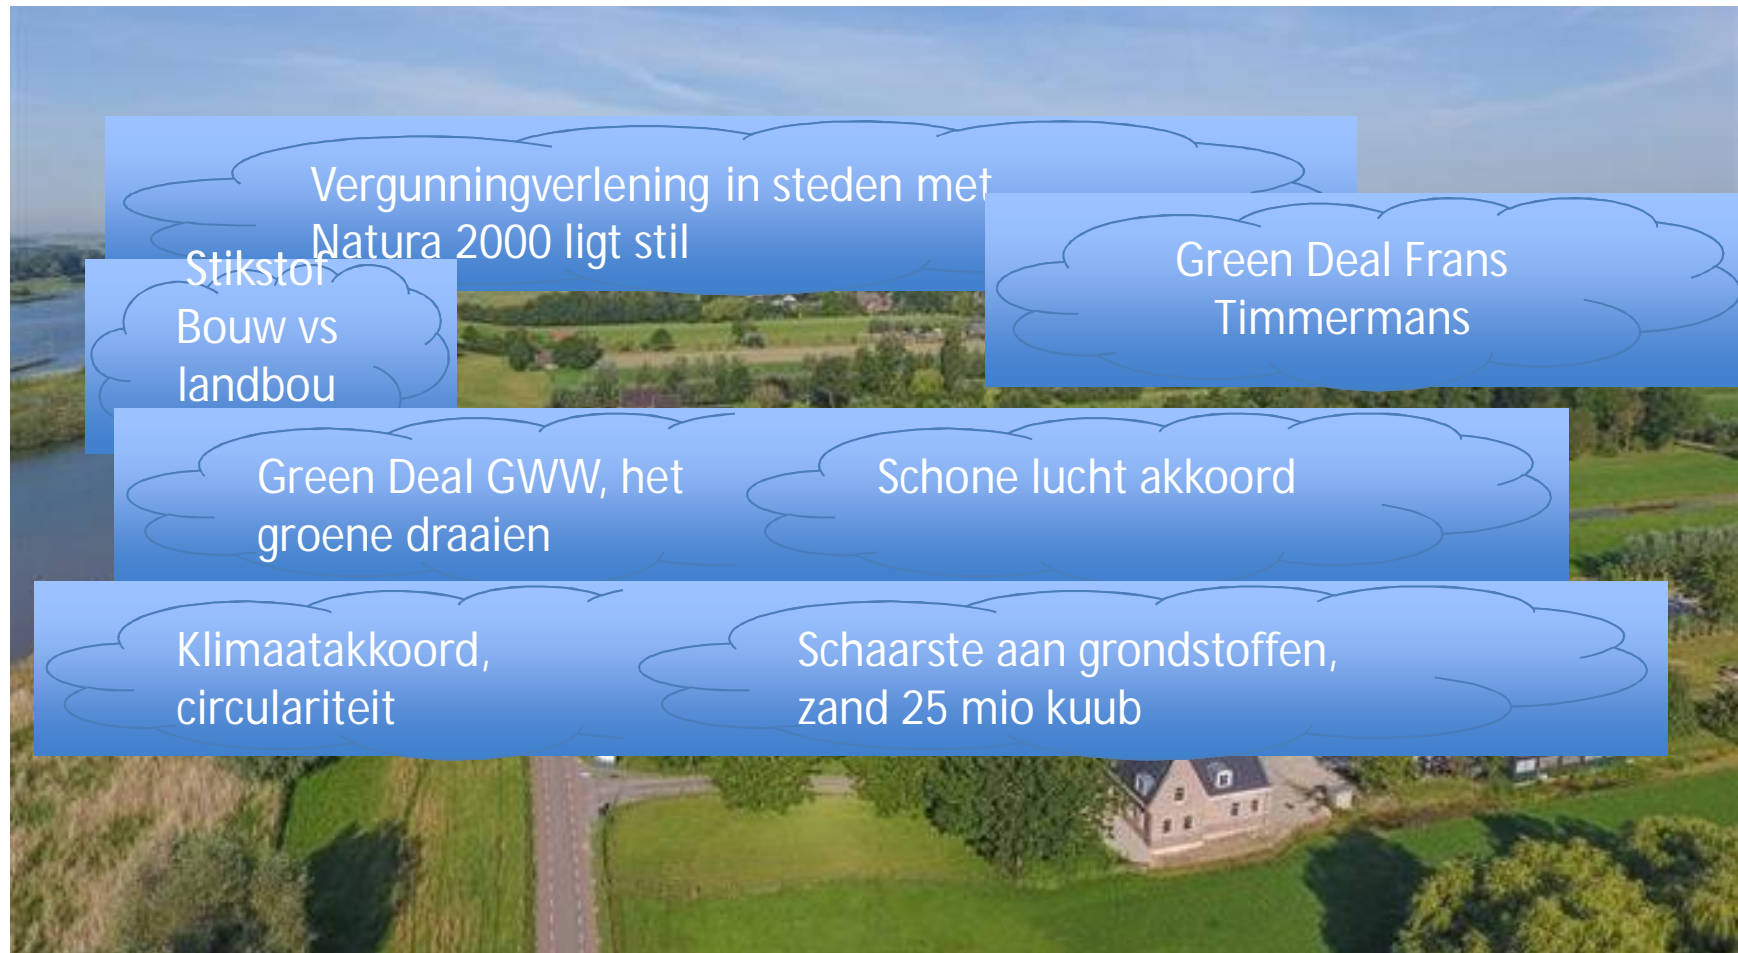 Vergunningverlening in steden met
Natura 2000 ligt stil
Green Deal Frans
Timmermans
Stikstof
Bouw vs
landbou
Green Deal GWW, het
groene draaien
Schone lucht akkoord
Klimaatakkoord,
circulariteit
Schaarste aan grondstoffen,
zand 25 mio kuub